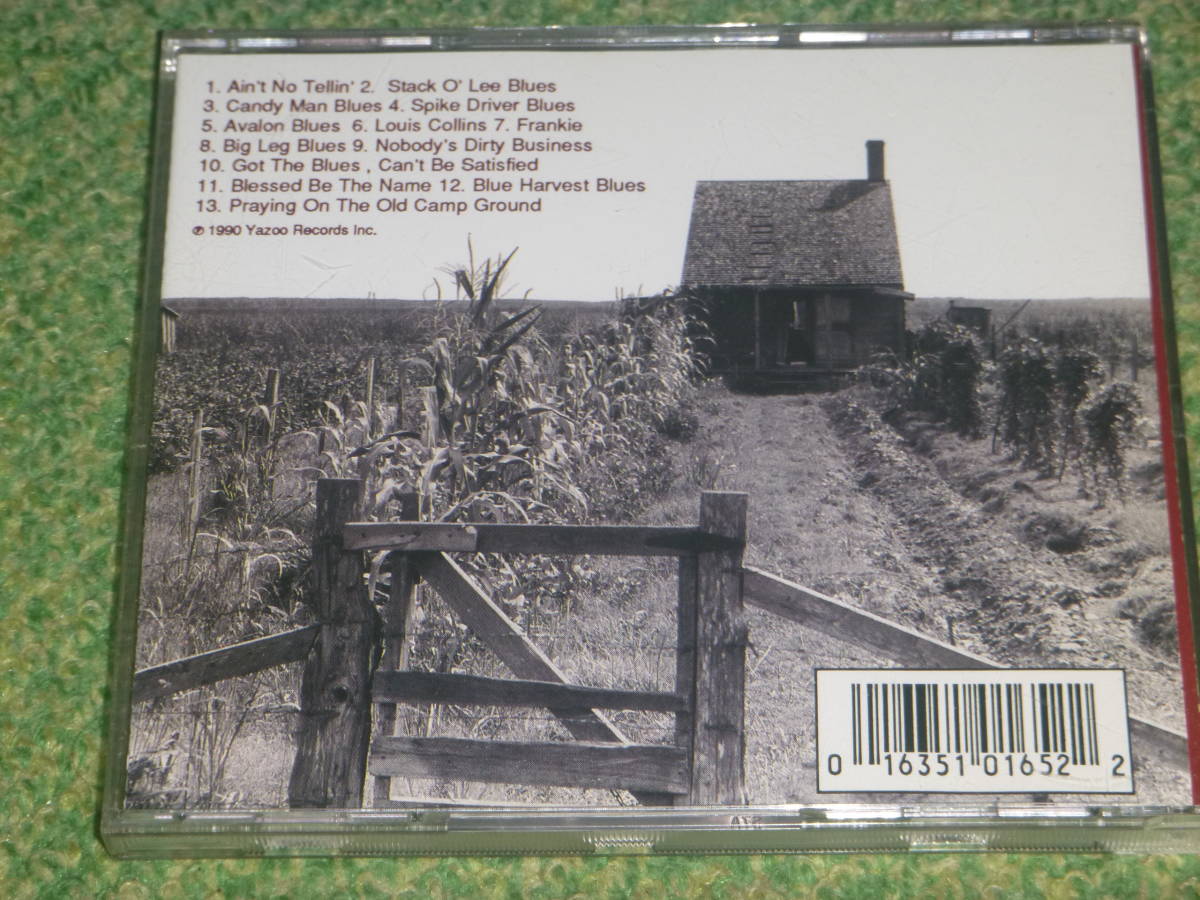 1. Ain't No Tellin' 2. Stack O' Lee Blues
3. Candy Man Blues 4. Spike Driver Blues
5. Avalon Blues 6. Louis Collins 7. Frankie
8. Big Leg Blues 9. Nobody's Dirty Business
10. Got The Blues , Can't Be Satisfied
11. Blessed Be The Name 12. Blue Harvest Blues
13. Praying On The Old Camp Ground
℗ 1990 Yazoo Records Inc.
0 16351 01652 2